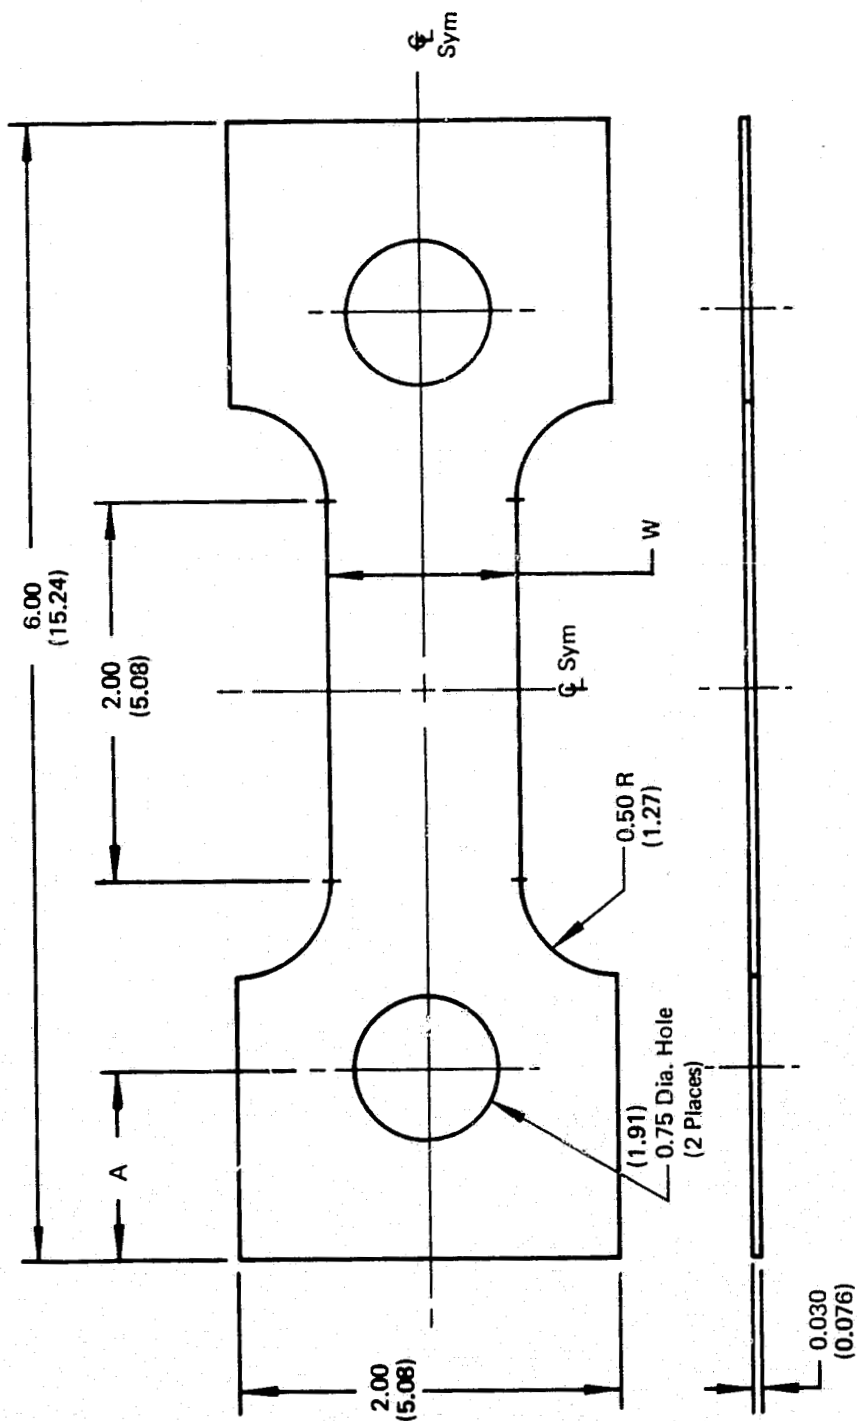 6.00
(15.24)
2.00
(5.08)
A
2.00
(5.08)
℄
Sym
W
℄ Sym
0.50 R
(1.27)
(1.91)
0.75 Dia. Hole
(2 Places)
0.030
(0.076)